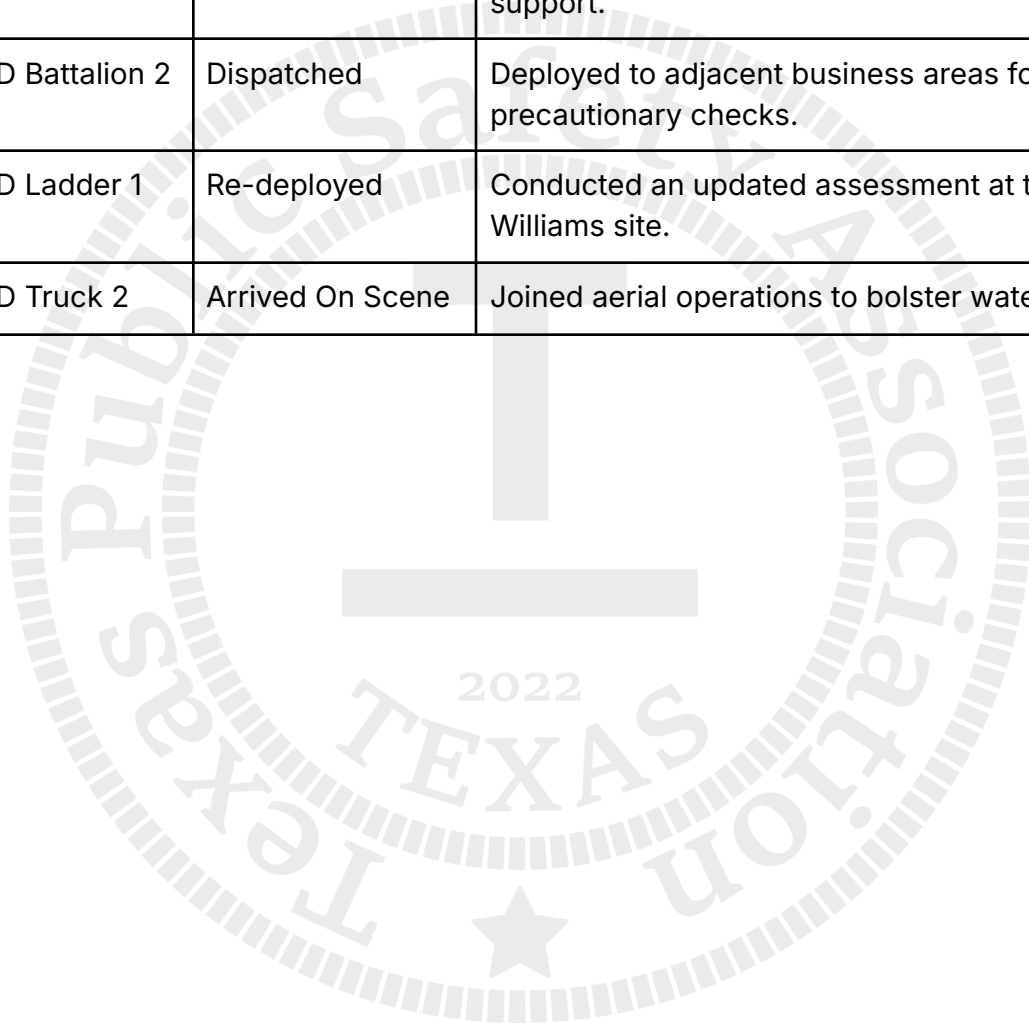 support.
D Battalion 2 Dispatched Deployed to adjacent business areas fo
precautionary checks.
D Ladder 1 Re-deployed Conducted an updated assessment at t
Williams site.
D Truck 2 Arrived On Scene Joined aerial operations to bolster wate
Texas Public Safety Association
2022
TEXAS